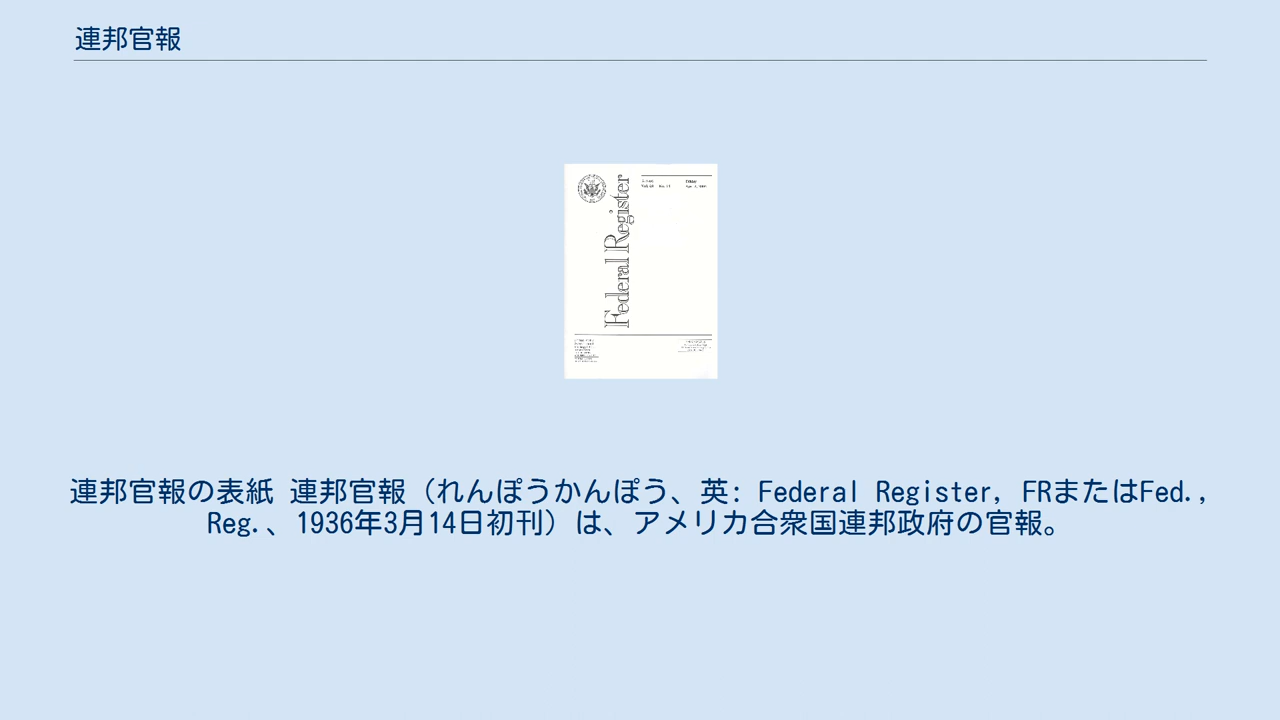 連邦官報
Federal Register
連邦官報の表紙 連邦官報（れんぽうかんぽう、英: Federal Register, FRまたはFed.,
Reg.、1936年3月14日初刊）は、アメリカ合衆国連邦政府の官報。